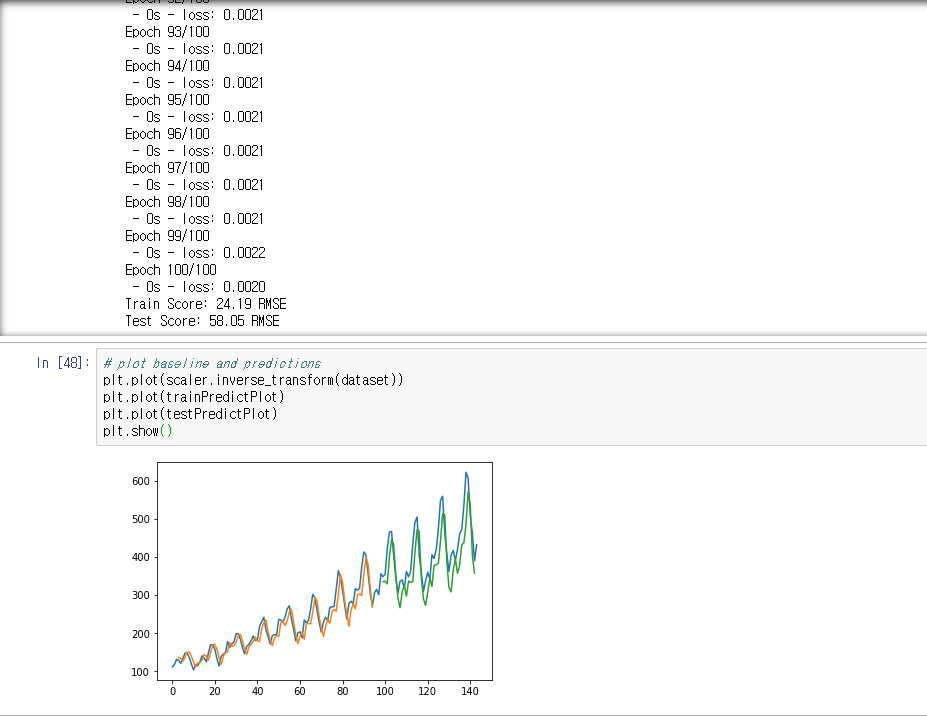 Epoch 92/100
- 0s - loss: 0.0021
Epoch 93/100
- 0s - loss: 0.0021
Epoch 94/100
- 0s - loss: 0.0021
Epoch 95/100
- 0s - loss: 0.0021
Epoch 96/100
- 0s - loss: 0.0021
Epoch 97/100
- 0s - loss: 0.0021
Epoch 98/100
- 0s - loss: 0.0021
Epoch 99/100
- 0s - loss: 0.0022
Epoch 100/100
- 0s - loss: 0.0020
Train Score: 24.19 RMSE
Test Score: 58.05 RMSE
In [48]:
# plot baseline and predictions
plt.plot(scaler.inverse_transform(dataset))
plt.plot(trainPredictPlot)
plt.plot(testPredictPlot)
plt.show()
600
500
400
300
200
100
0 20 40 60 80 100 120 140